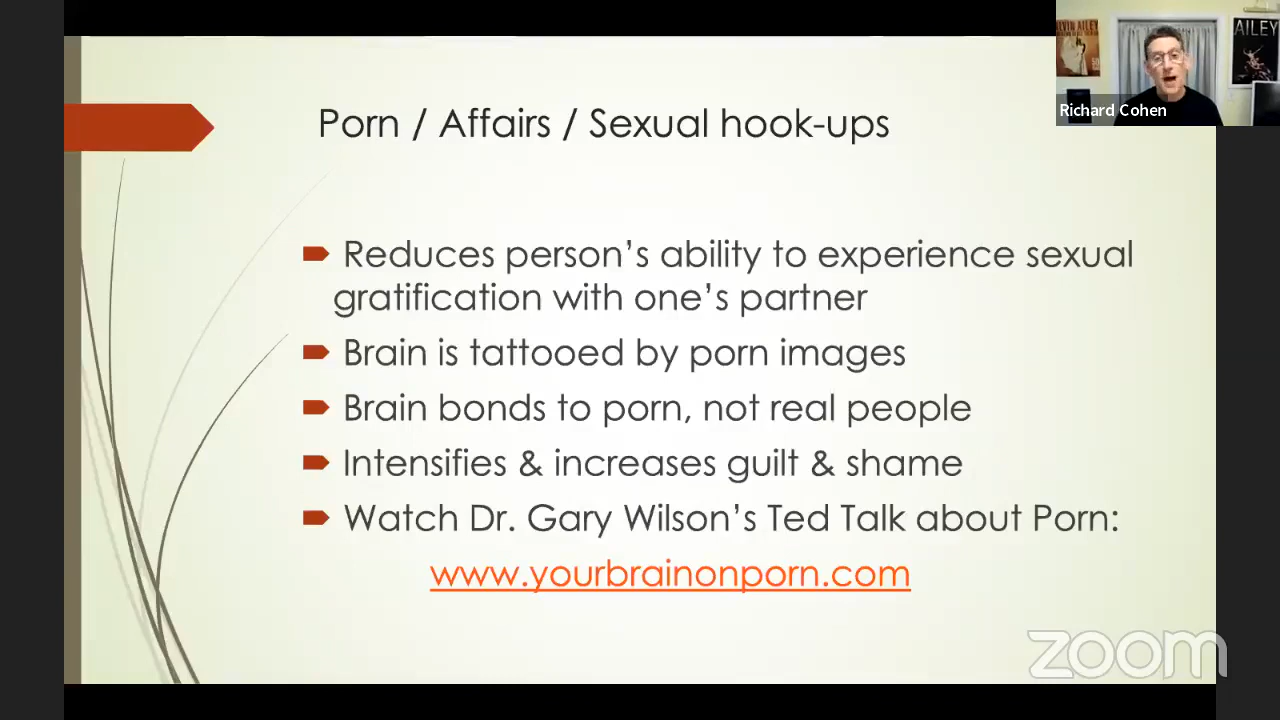 Porn / Affairs / Sexual hook-ups
Reduces person's ability to experience sexual
gratification with one's partner
Brain is tattooed by porn images
Brain bonds to porn, not real people
Intensifies & increases guilt & shame
Watch Dr. Gary Wilson's Ted Talk about Porn:
www.yourbrainonporn.com
AILEY
Richard Cohen
zoom